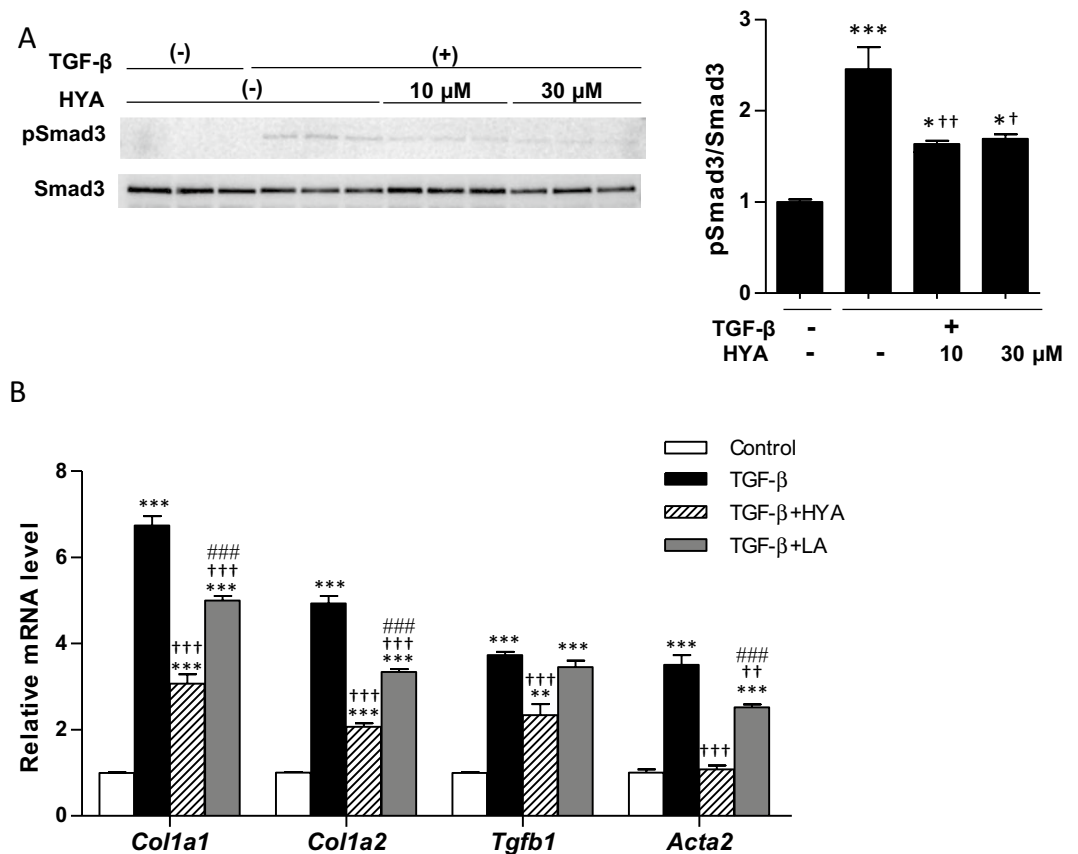 A
TGF-β (-) (+)
HYA (-) 10 μM 30 μM
pSmad3
Smad3
pSmad3/Smad3
3
2
1
0
***
*††
*†
TGF-β - +
HYA - - 10 30 μM
B
Control
TGF-β
TGF-β+HYA
TGF-β+LA
Relative mRNA level
8
6
4
2
0
***
†††
***
###
†††
***
***
†††
***
###
†††
***
***
†††
**
***
***
†††
###
††
***
Col1a1 Col1a2 Tgfb1 Acta2